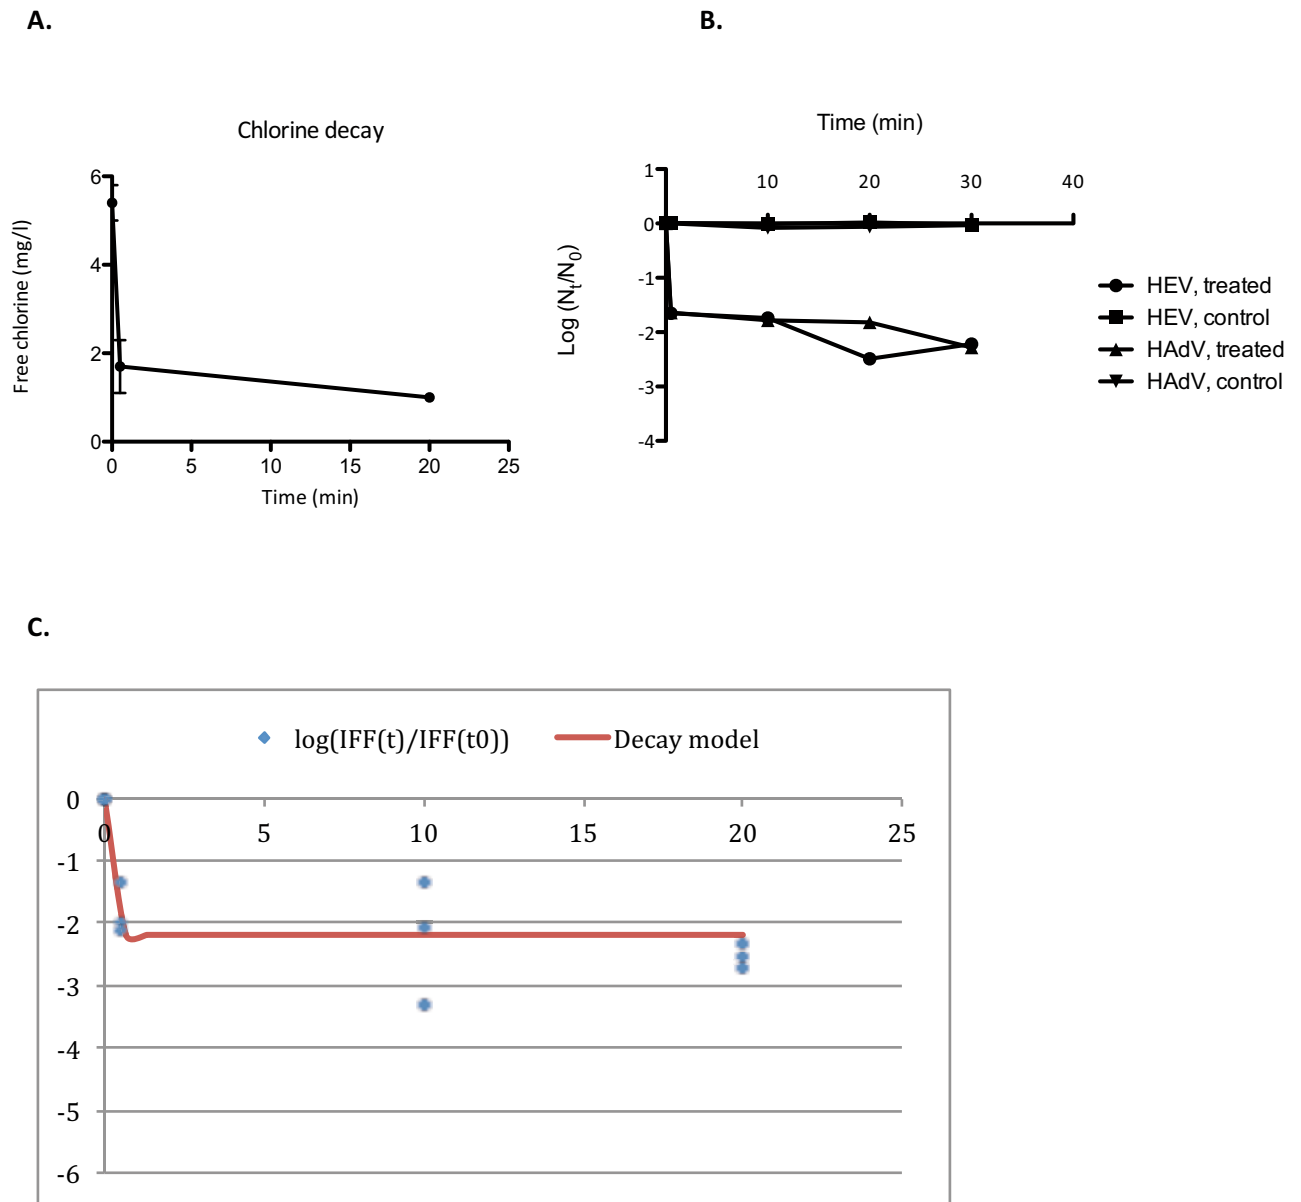 A.
B.
Chlorine decay
Free chlorine (mg/l)
6
4
2
0
0 5 10 15 20 25
Time (min)
Time (min)
Log (Nt/N0)
1
0
-1
-2
-3
-4
10 20 30 40
HEV, treated
HEV, control
HAdV, treated
HAdV, control
C.
log(IFF(t)/IFF(t0)) Decay model
0
0 5 10 15 20 25
-1
-2
-3
-4
-5
-6